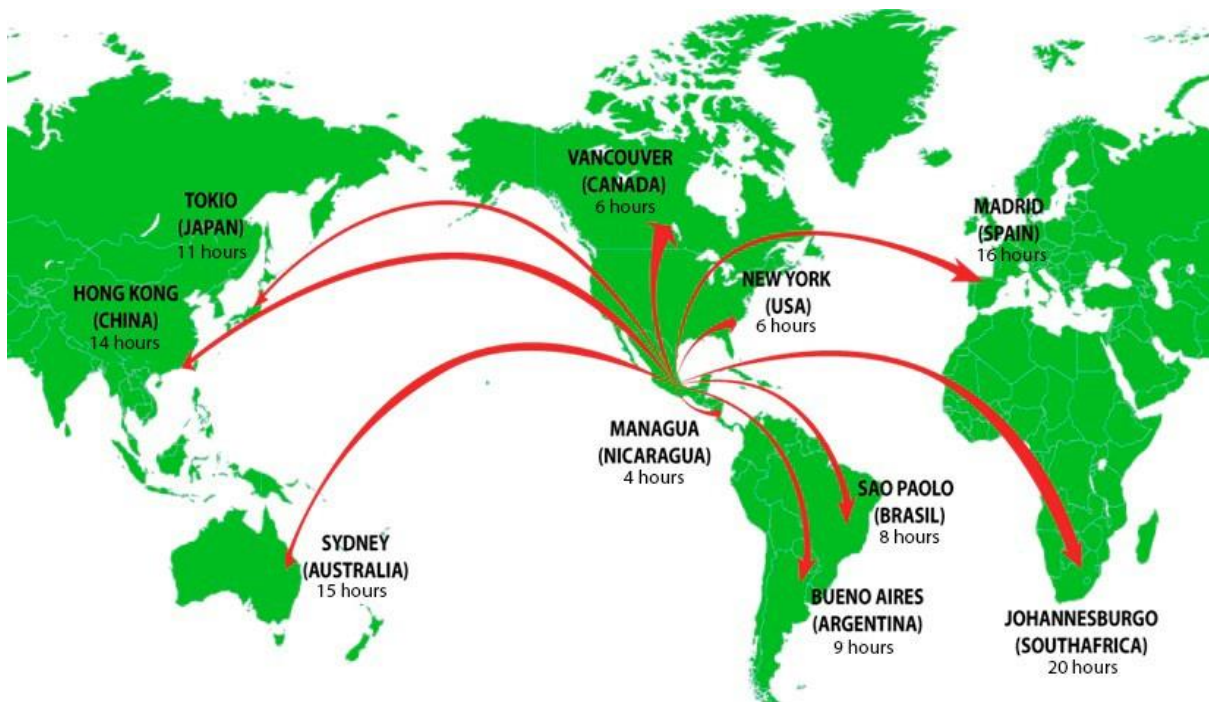 VANCOUVER
(CANADA)
6 hours
TOKIO
(JAPAN)
11 hours
MADRID
(SPAIN)
16 hours
HONG KONG
(CHINA)
14 hours
NEW YORK
(USA)
6 hours
MANAGUA
(NICARAGUA)
4 hours
SAO PAOLO
(BRASIL)
8 hours
SYDNEY
(AUSTRALIA)
15 hours
BUENO AIRES
(ARGENTINA)
9 hours
JOHANNESBURGO
(SOUTHAFRICA)
20 hours